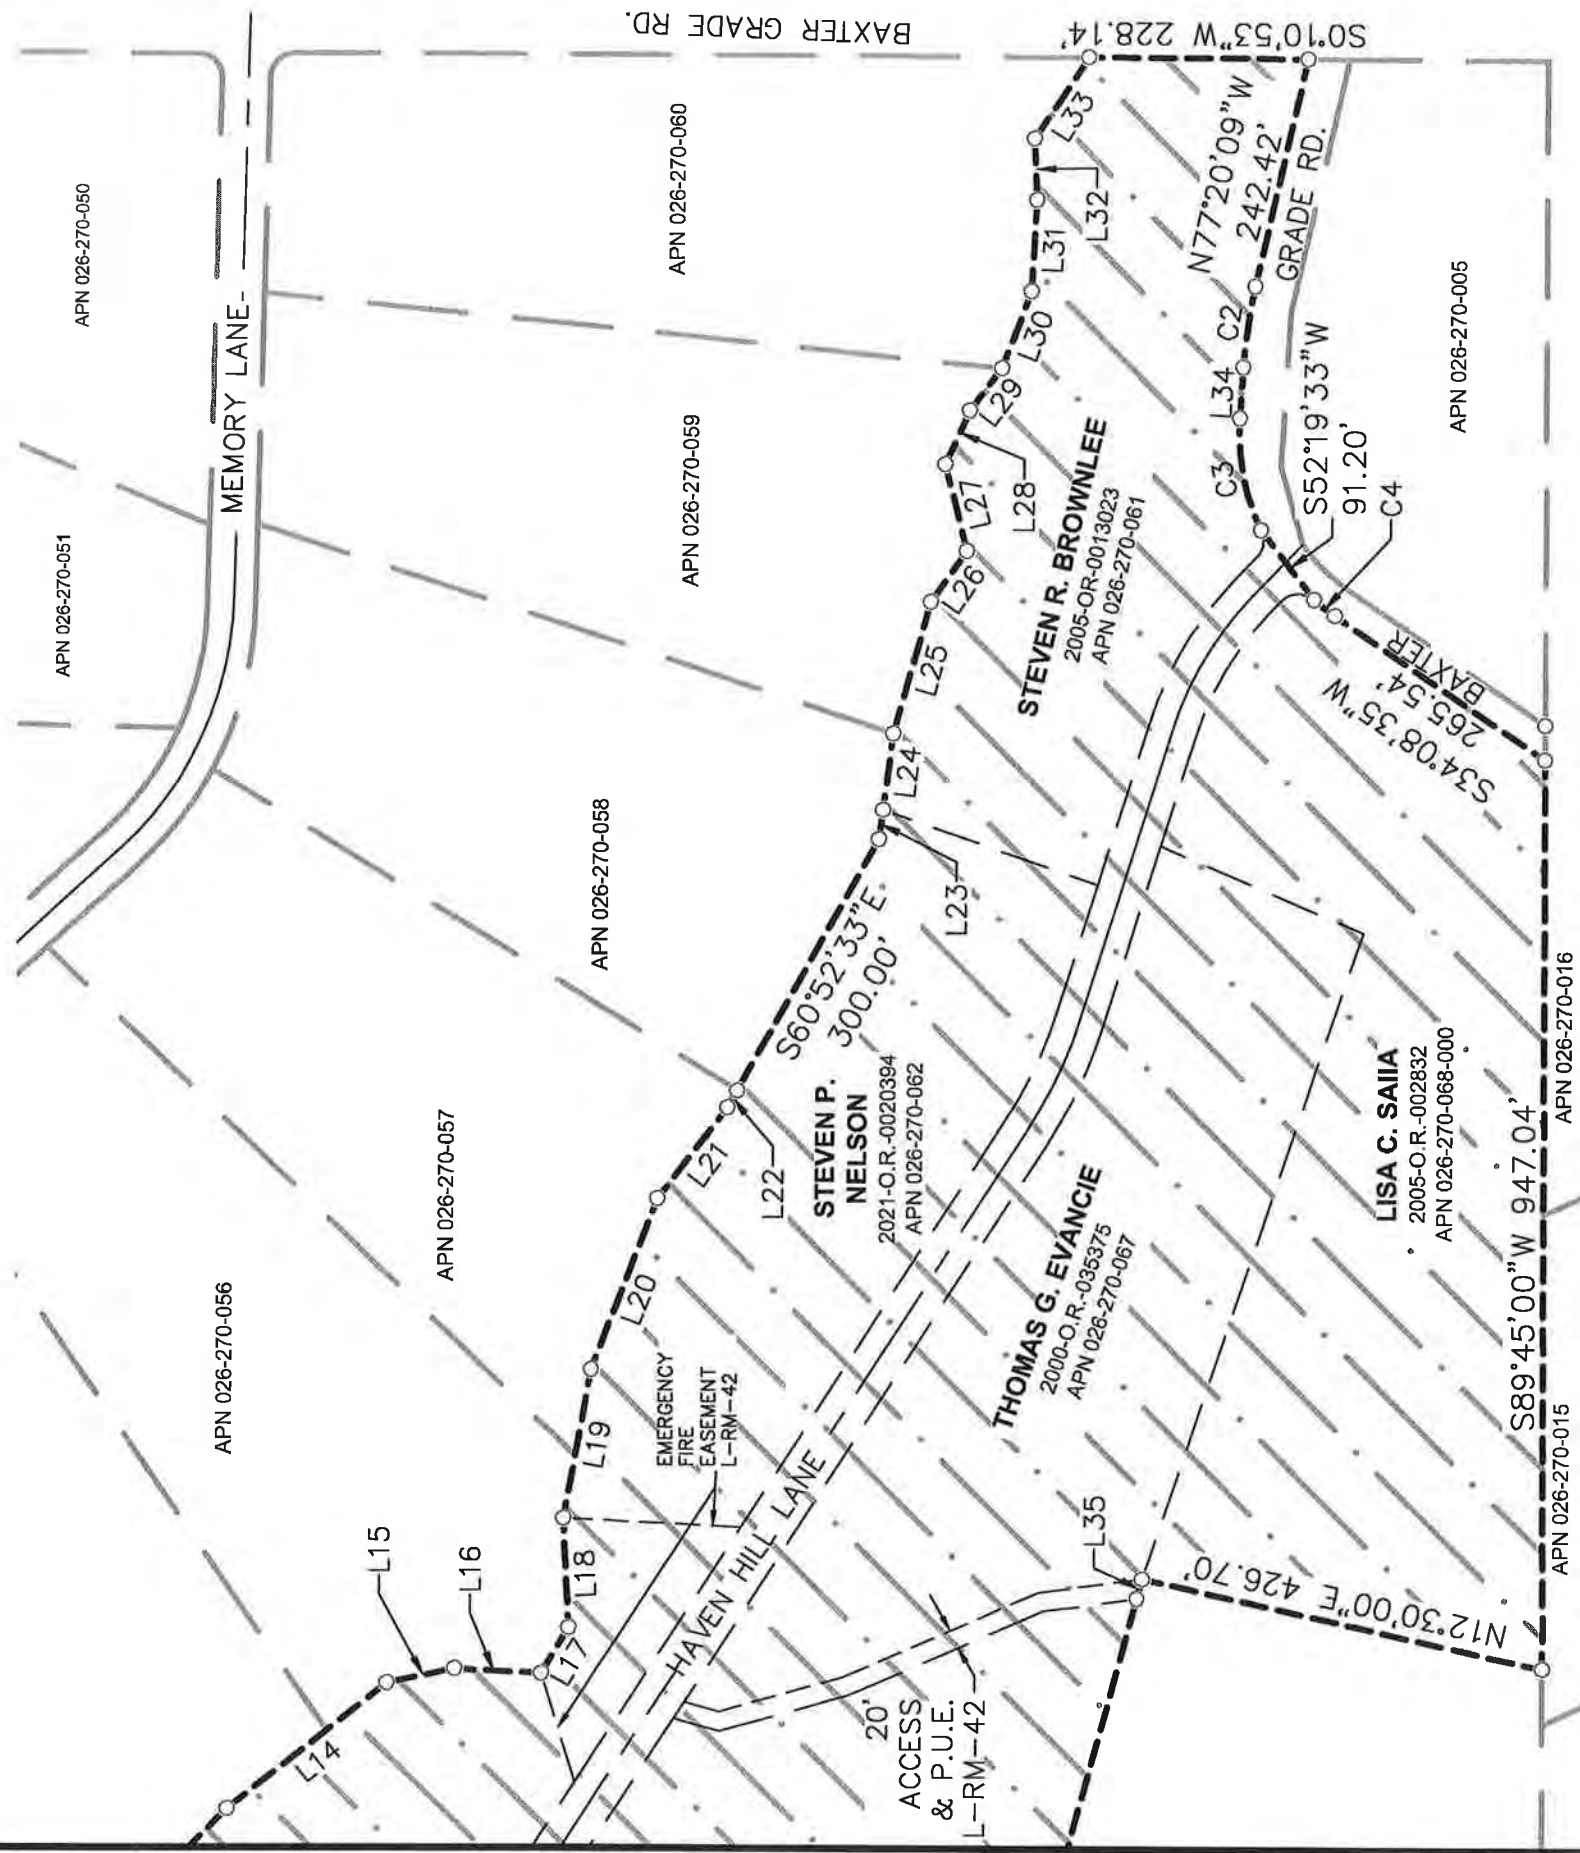 BAXTER GRADE RD.
APN 026-270-050
APN 026-270-051
MEMORY LANE
APN 026-270-060
APN 026-270-059
APN 026-270-058
APN 026-270-057
APN 026-270-056
S0°10'53"W 228.14'
L33
L32
L31
L30
L29
L28
L27
L26
L25
L24
L23
S60°52'33"E
300.00'
L22
L21
L20
L19
L18
L17
L16
L15
L14
N77°20'09"W
242.42'
GRADE RD.
C2
L34
C3
S52°19'33"W
91.20'
C4
BAXTER
S34°08'35"W
265.54'
APN 026-270-005
STEVEN R. BROWNLEE
2005-OR-0013023
APN 026-270-061
STEVEN P.
NELSON
2021-O.R.-0020394
APN 026-270-062
THOMAS G. EVANCIE
2000-O.R.-035375
APN 026-270-067
LISA C. SAIIA
2005-O.R.-002832
APN 026-270-068-000
EMERGENCY
FIRE
EASEMENT
L-RM-42
HAVEN HILL LANE
20'
ACCESS
& P.U.E.
L-RM-42
L35
N12°30'00"E 426.70'
S89°45'00"W 947.04'
APN 026-270-015
APN 026-270-016